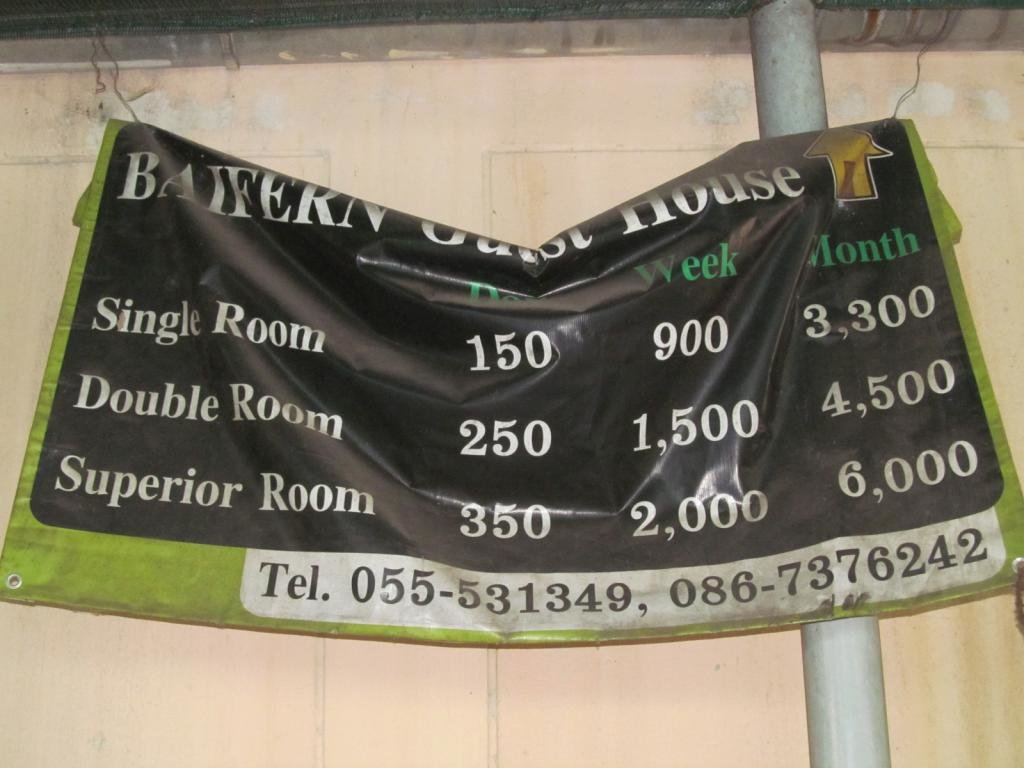 BAIFERN Guest House
Day Week Month
Single Room 150 900 3,300
Double Room 250 1,500 4,500
Superior Room 350 2,000 6,000
Tel. 055-531349, 086-7376242